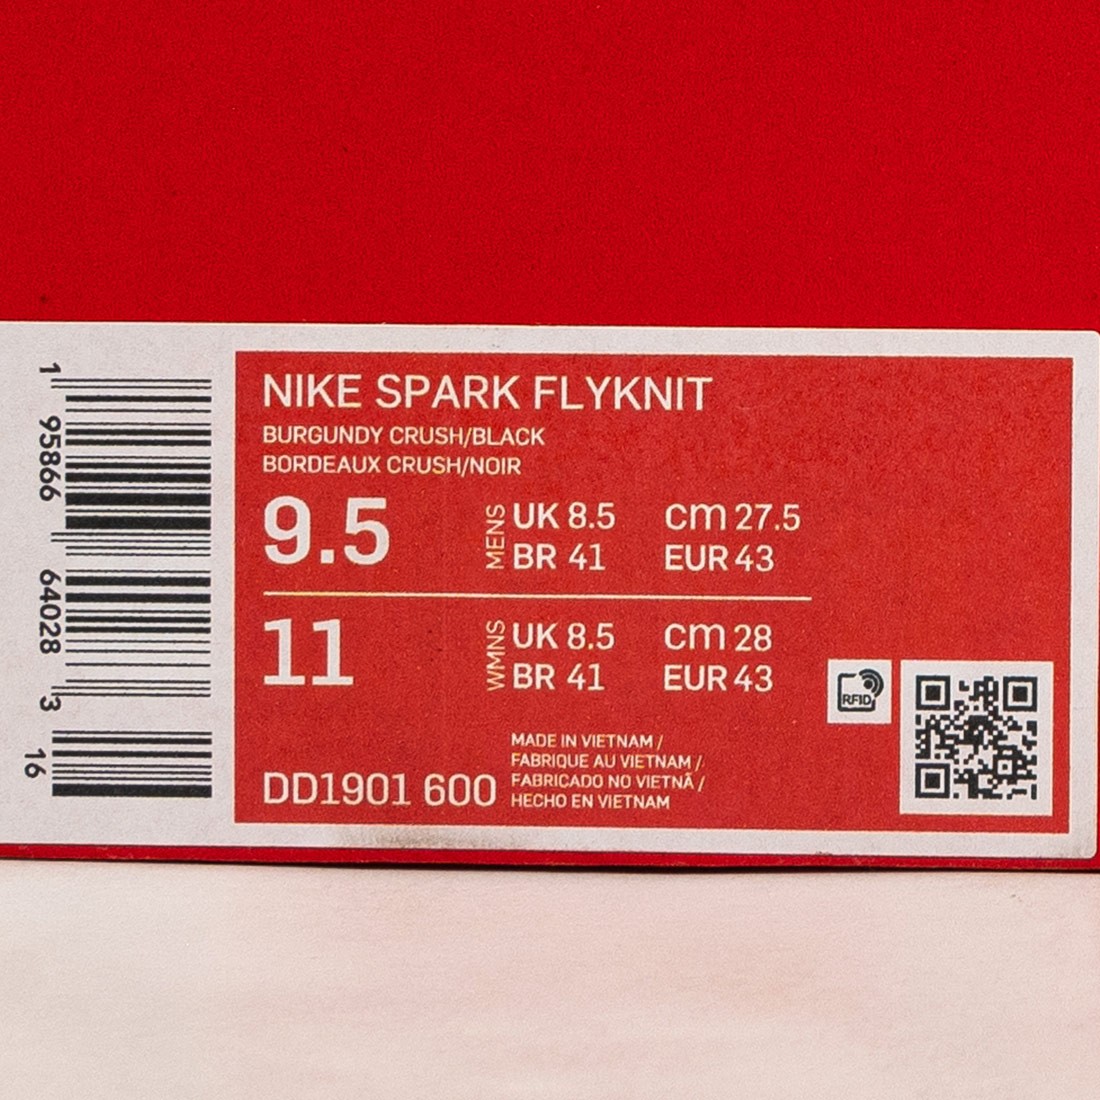 NIKE SPARK FLYKNIT
BURGUNDY CRUSH/BLACK
BORDEAUX CRUSH/NOIR
9.5
MENS
UK 8.5
cm 27.5
BR 41
EUR 43
11
WMNS
UK 8.5
cm 28
BR 41
EUR 43
RFID
DD1901 600
MADE IN VIETNAM /
FABRIQUE AU VIETNAM /
FABRICADO NO VIETNÃ /
HECHO EN VIETNAM
1 95866 64028 3 16